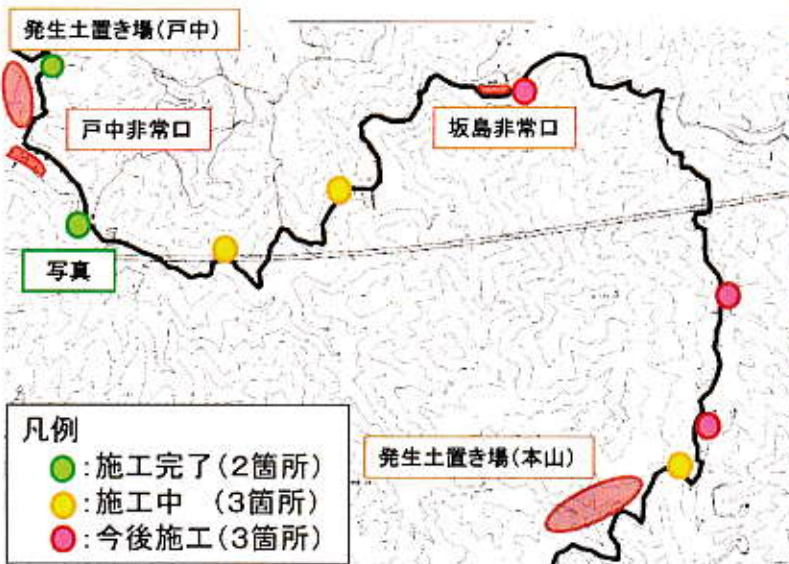 発生土置き場(戸中)
戸中非常口
坂島非常口
写真
発生土置き場(本山)
凡例
:施工完了(2箇所)
:施工中 (3箇所)
:今後施工(3箇所)